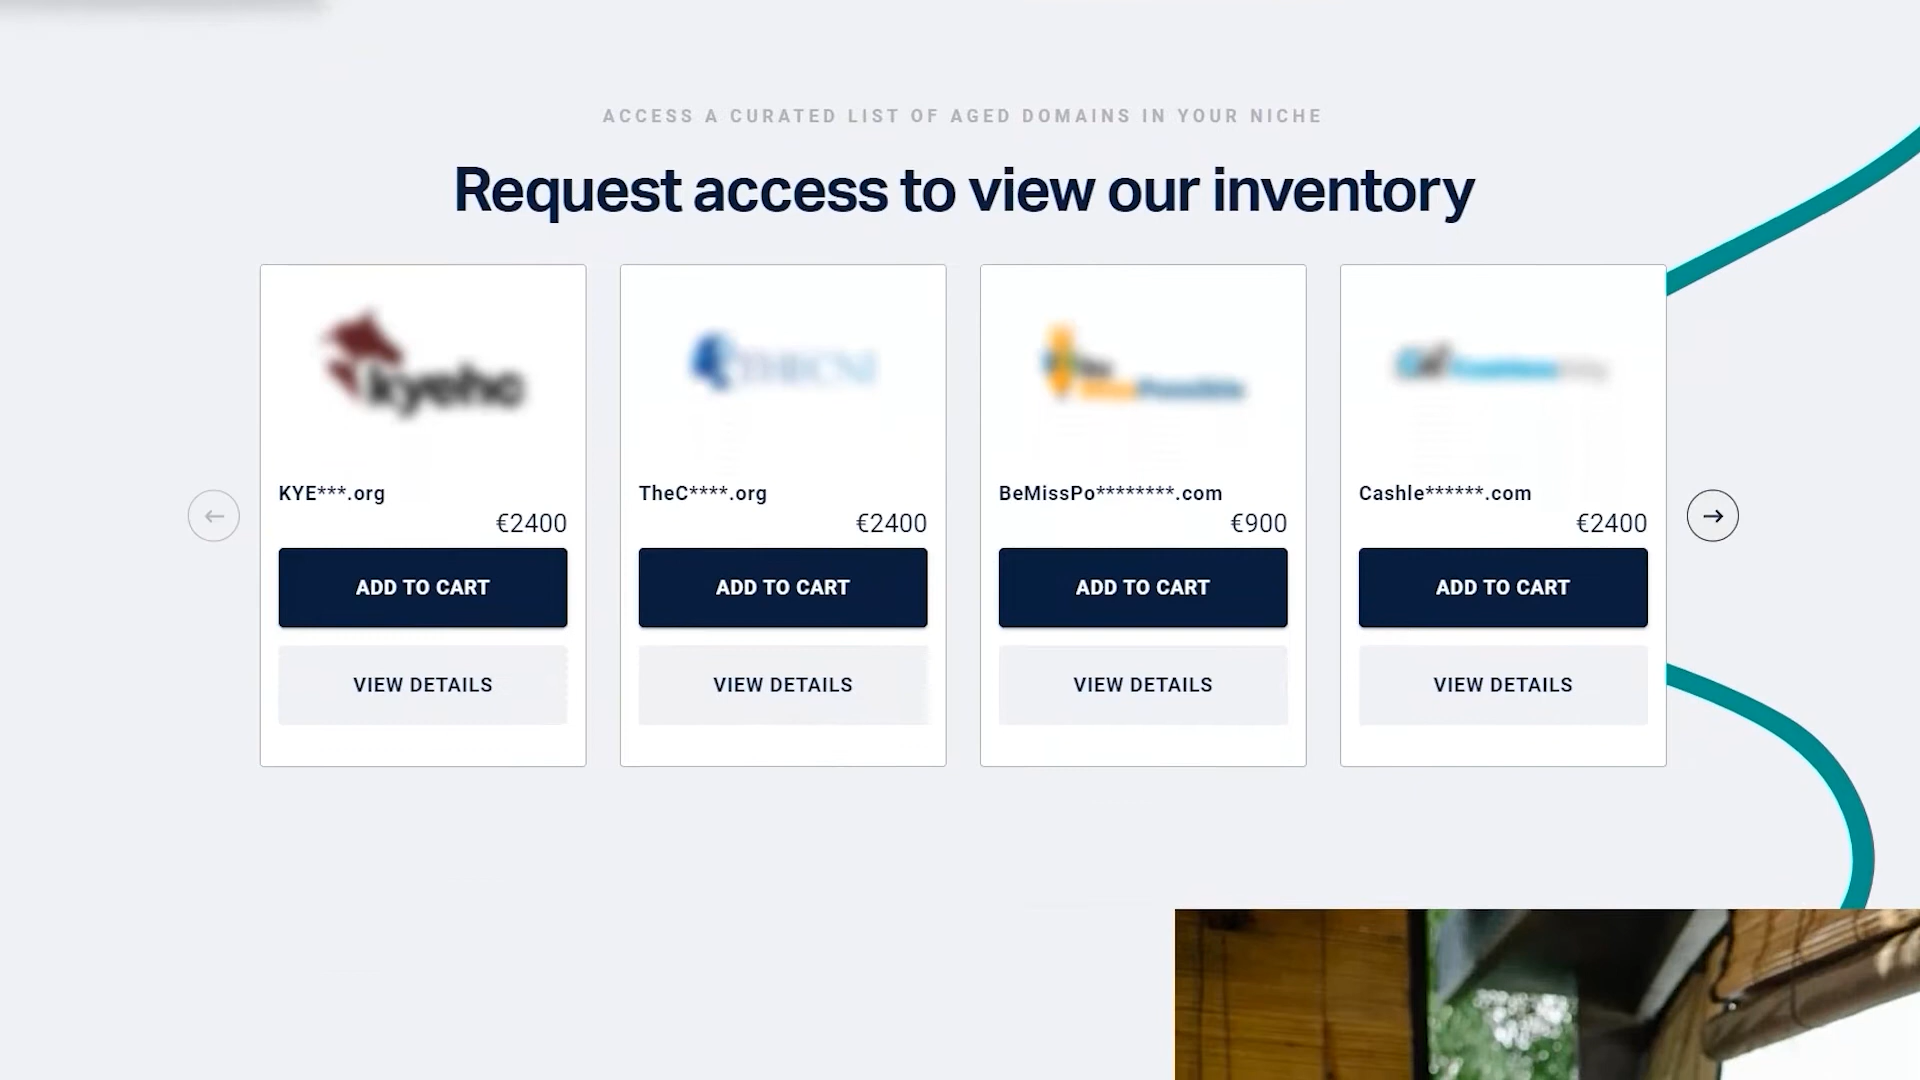 ACCESS A CURATED LIST OF AGED DOMAINS IN YOUR NICHE
Request access to view our inventory
kyehc
THECNI
KYE***.org
€2400
ADD TO CART
VIEW DETAILS
TheC****.org
€2400
ADD TO CART
VIEW DETAILS
BeMissPo********.com
€900
ADD TO CART
VIEW DETAILS
Cashle******.com
€2400
ADD TO CART
VIEW DETAILS